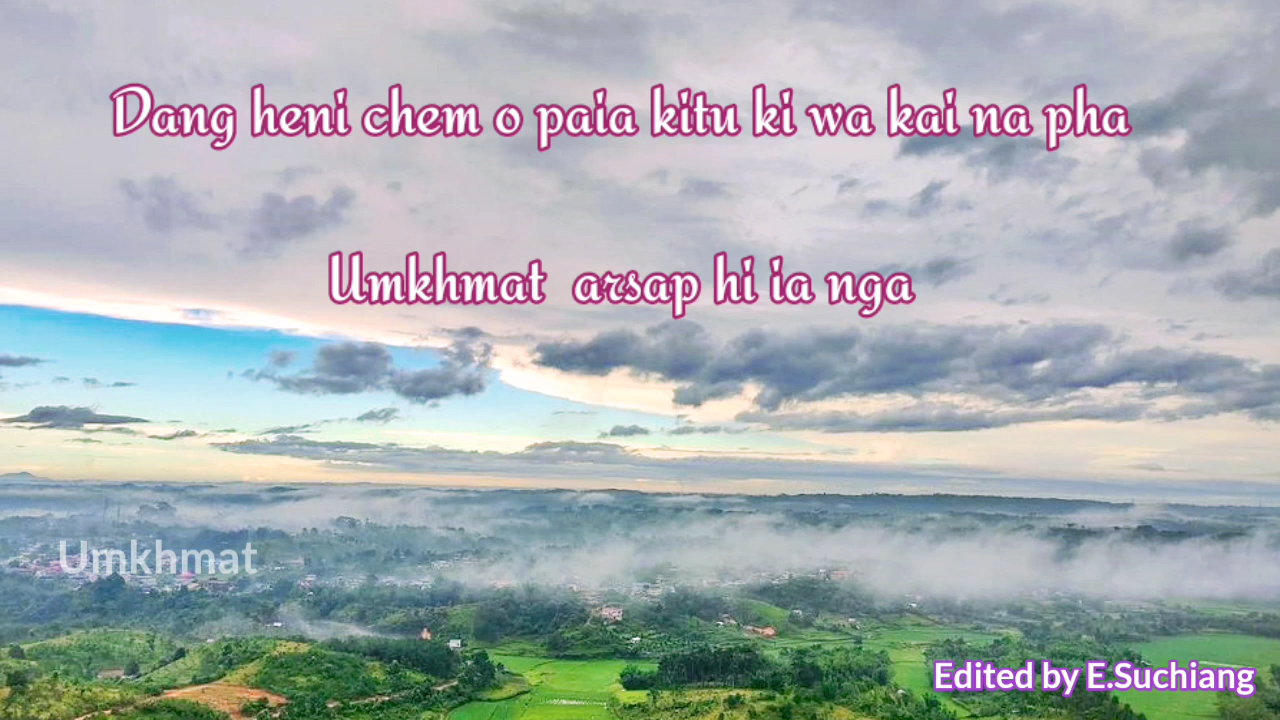 Dang heni chem o paia kitu ki wa kai na pha
Umkhmat arsap hi ia nga
Umkhmat
Edited by E.Suchiang